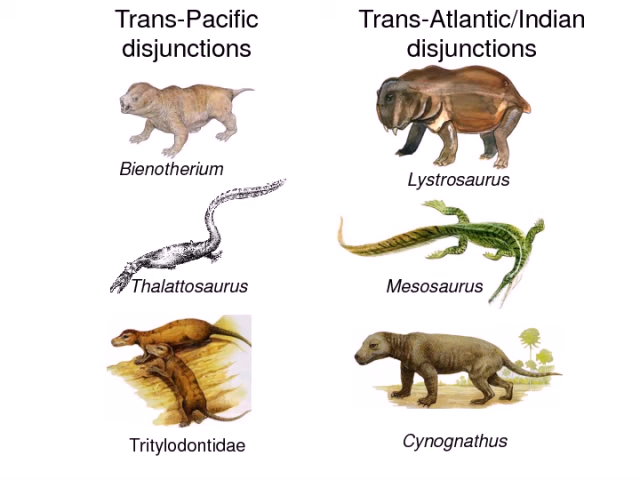 Trans-Pacific
disjunctions
Trans-Atlantic/Indian
disjunctions
Bienotherium
Lystrosaurus
Thalattosaurus
Mesosaurus
Tritylodontidae
Cynognathus